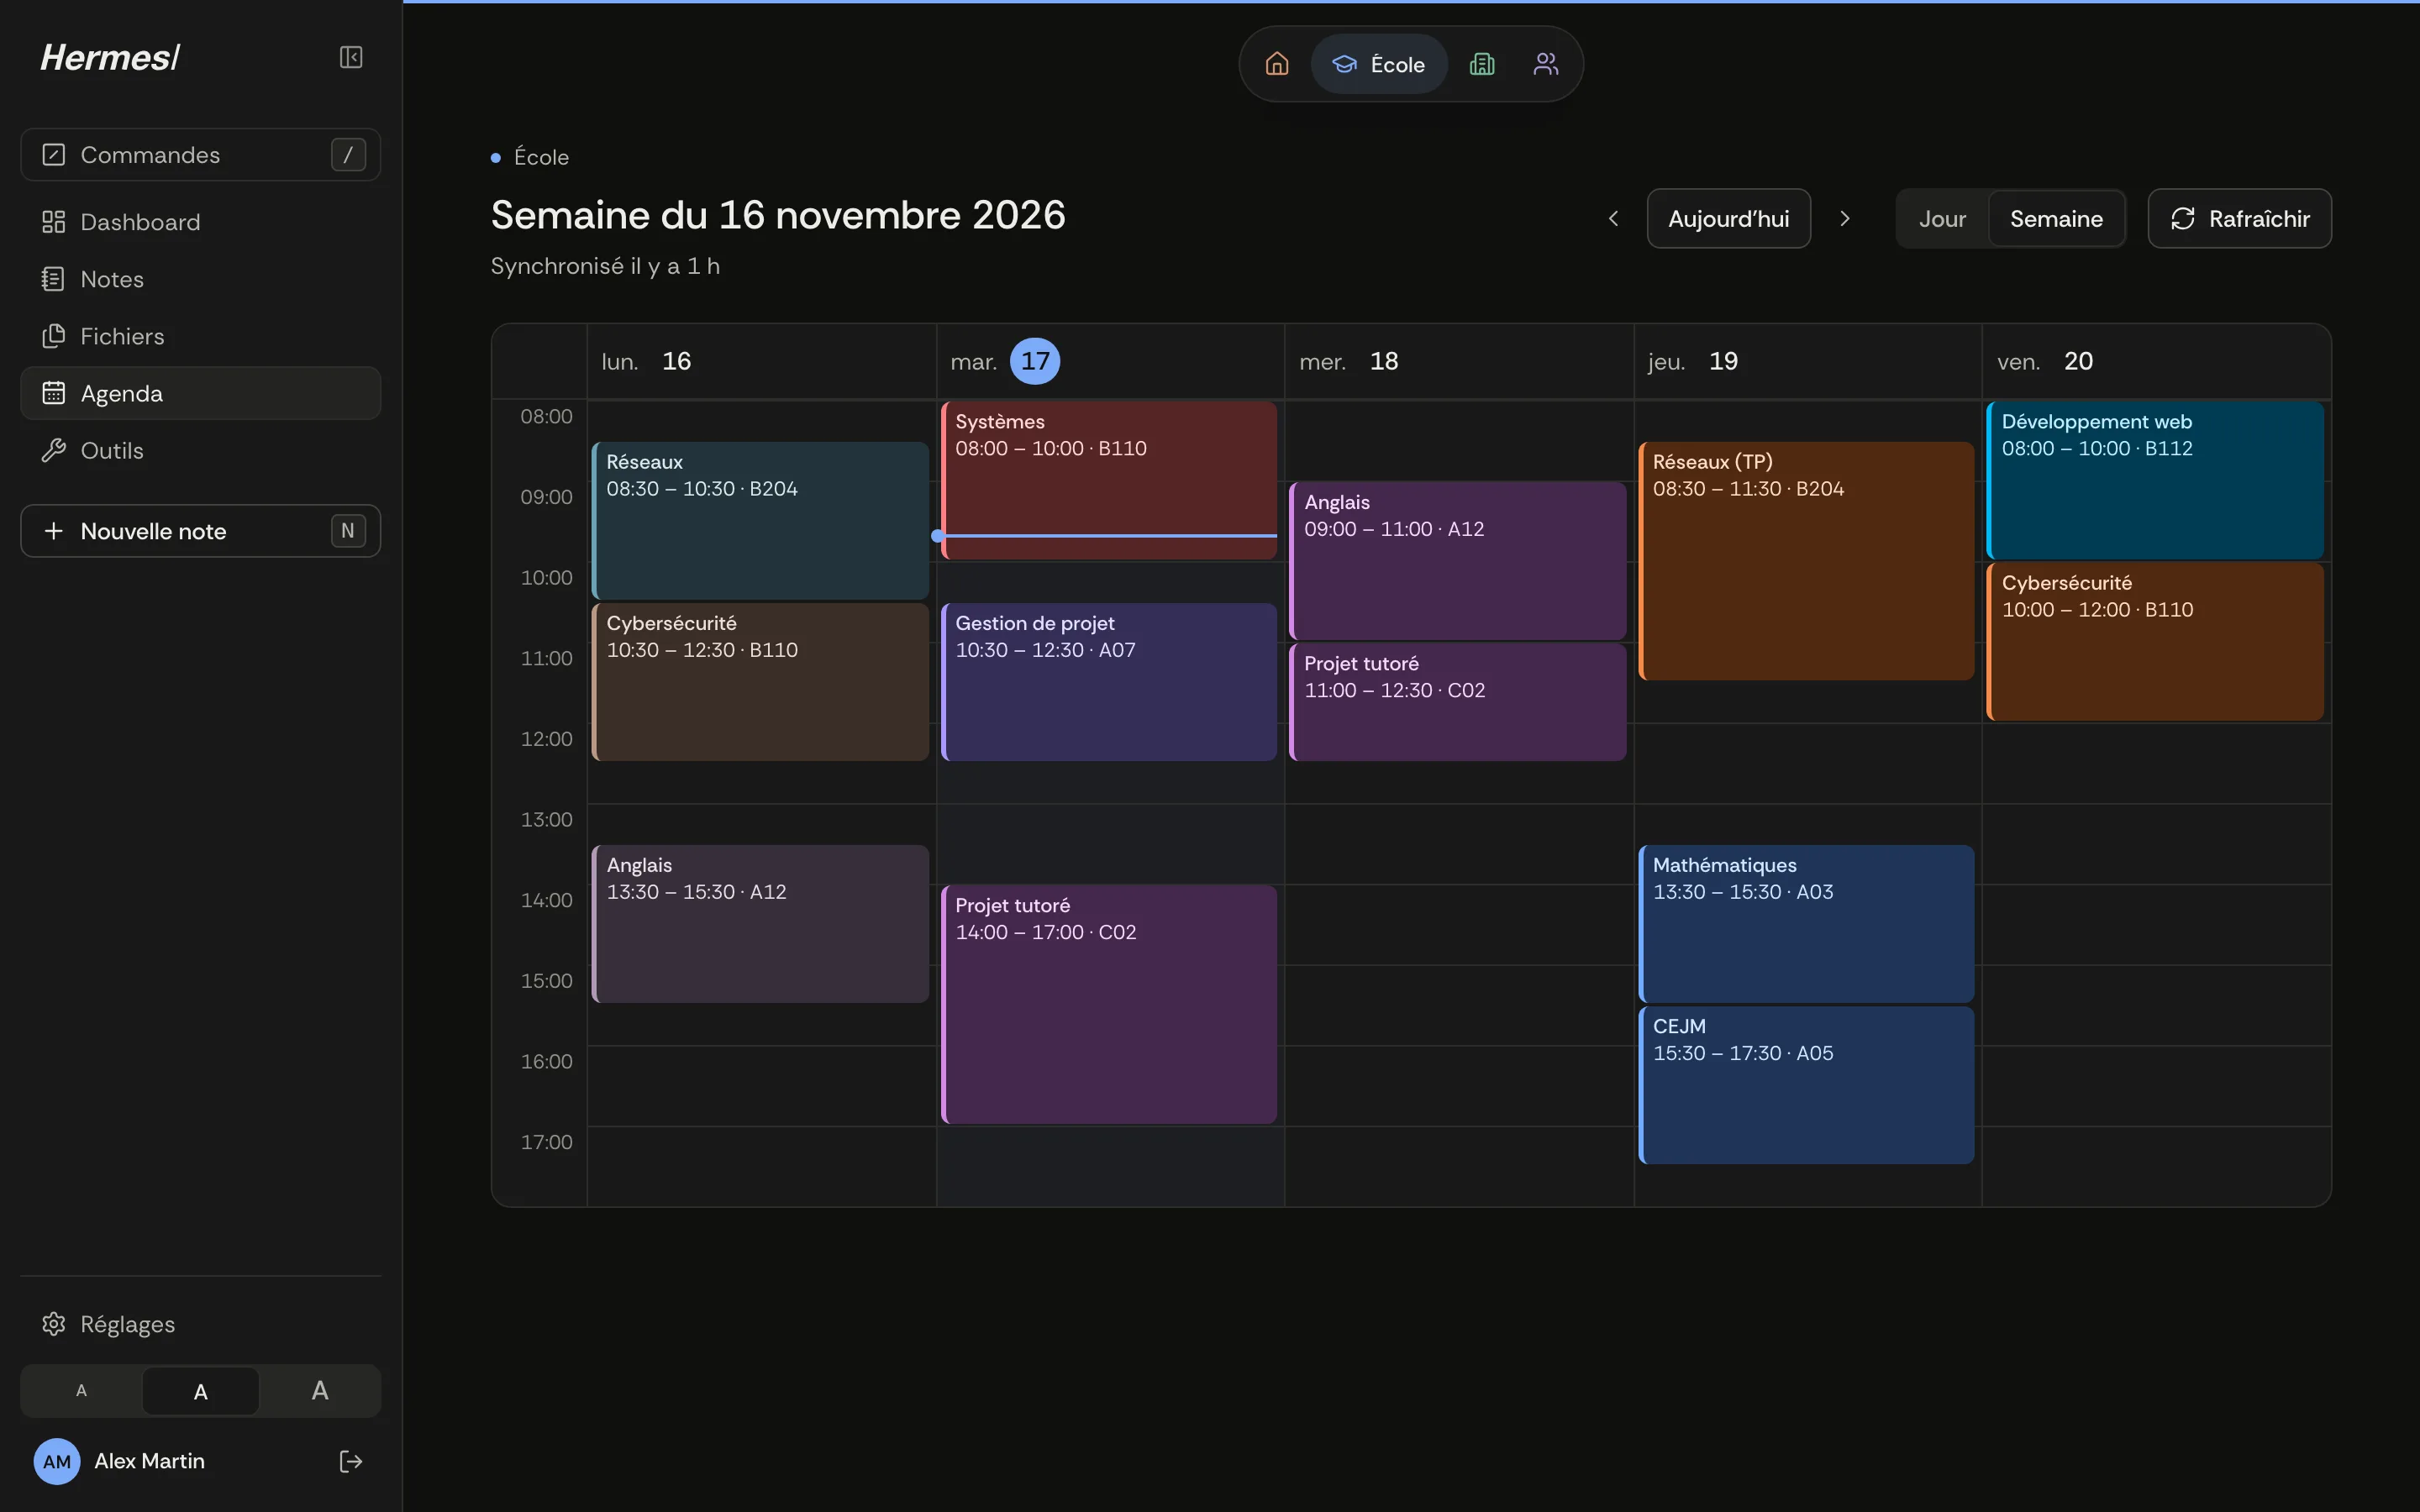 Hermes/
Commandes /
Dashboard
Notes
Fichiers
Agenda
Outils
Nouvelle note N
Réglages
A A A
AM Alex Martin
École
École
Semaine du 16 novembre 2026
Synchronisé il y a 1 h
Aujourd'hui
Jour Semaine
Rafraîchir
lun. 16 mar. 17 mer. 18 jeu. 19 ven. 20
08:00
09:00
10:00
11:00
12:00
13:00
14:00
15:00
16:00
17:00
Réseaux
08:30 – 10:30 · B204
Cybersécurité
10:30 – 12:30 · B110
Anglais
13:30 – 15:30 · A12
Systèmes
08:00 – 10:00 · B110
Gestion de projet
10:30 – 12:30 · A07
Projet tutoré
14:00 – 17:00 · C02
Anglais
09:00 – 11:00 · A12
Projet tutoré
11:00 – 12:30 · C02
Réseaux (TP)
08:30 – 11:30 · B204
Mathématiques
13:30 – 15:30 · A03
CEJM
15:30 – 17:30 · A05
Développement web
08:00 – 10:00 · B112
Cybersécurité
10:00 – 12:00 · B110